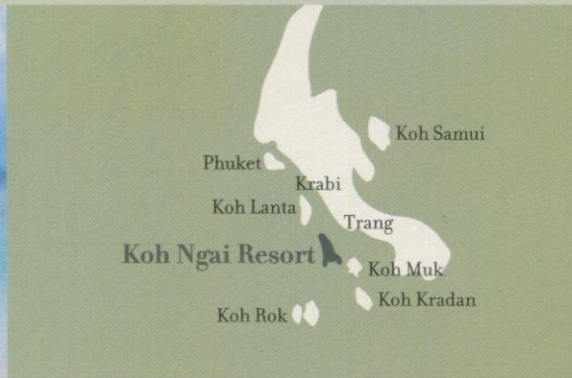 Koh Samui
Phuket
Krabi
Koh Lanta
Trang
Koh Ngai Resort
Koh Muk
Koh Kradan
Koh Rok